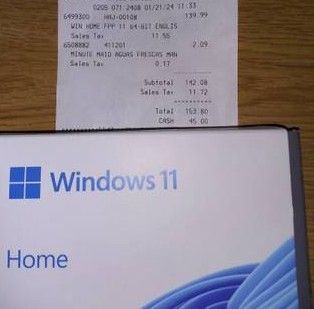 0205 071 2408 01/21/24 11:33
6499300 HAJ-00108 139.99
WIN HOME FPP 11 64-BIT ENGLIS
Sales Tax 11.55
6508882 411201 2.09
MINUTE MAID AGUAS FRESCAS MAN
Sales Tax 0.17
Subtotal 142.08
Sales Tax 11.72
Total 153.80
CASH 45.00
Windows 11
Home